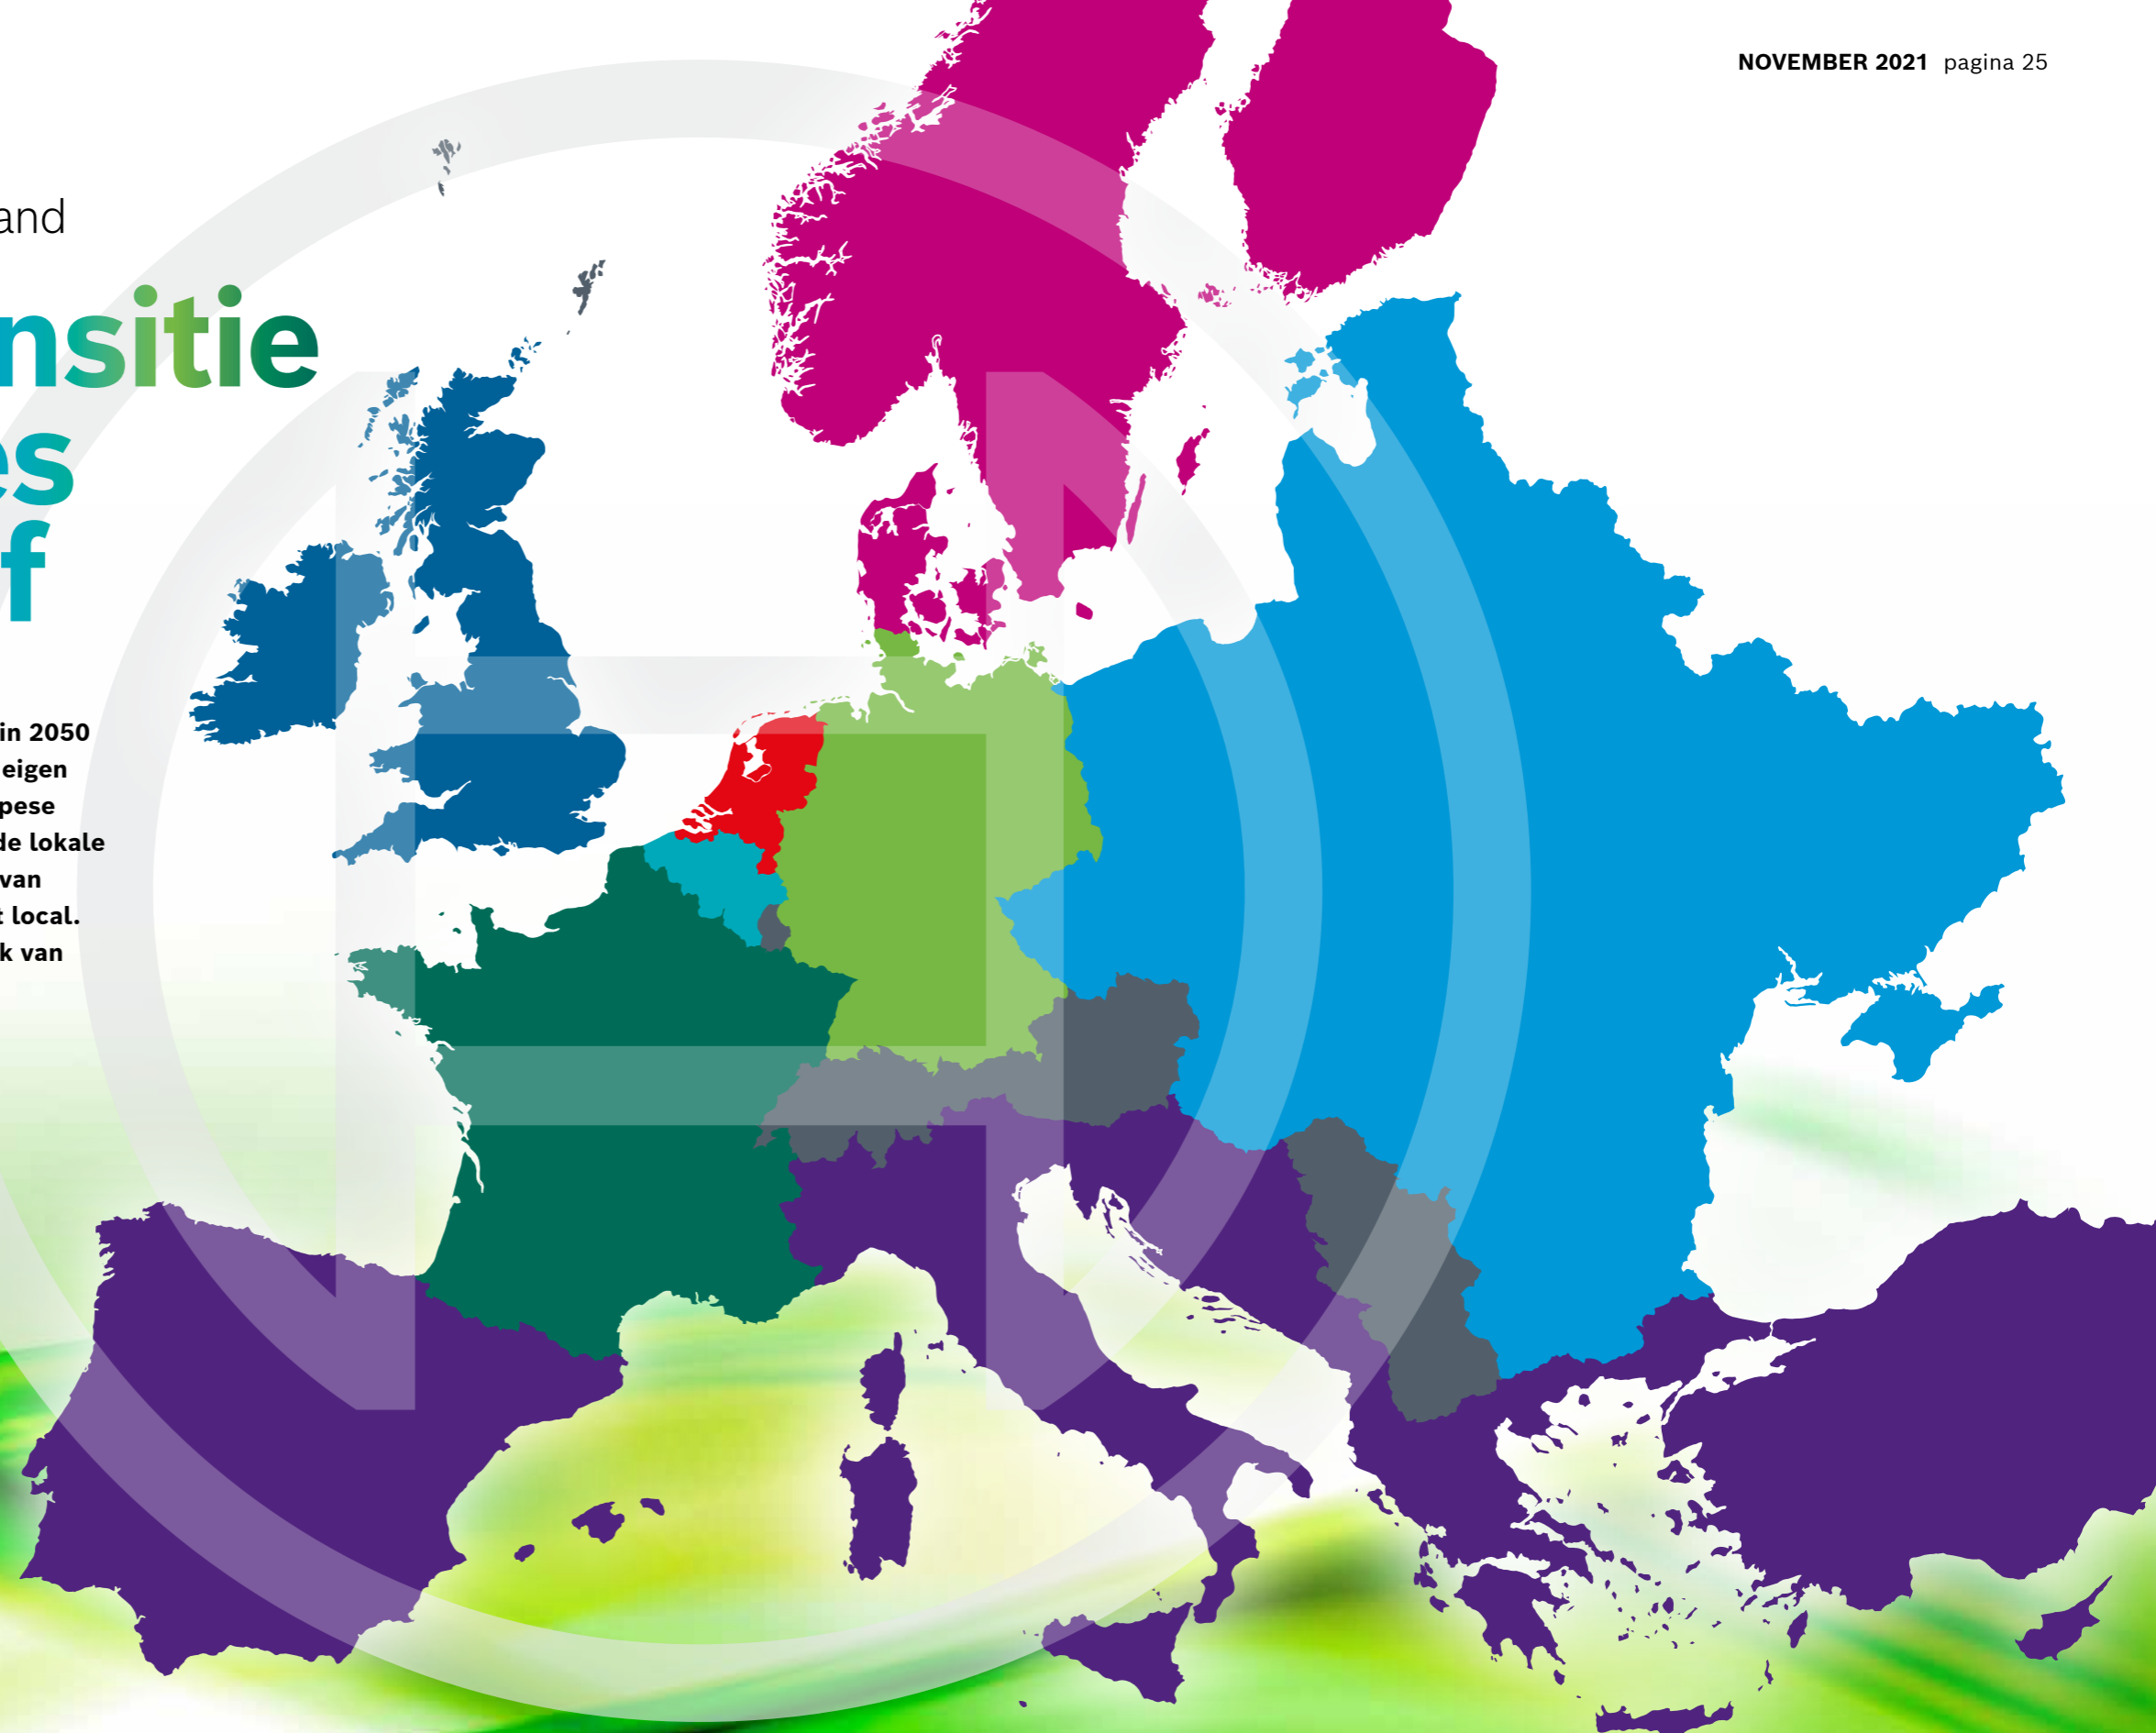 NOVEMBER 2021 pagina 25
and
nsitie
es
f
in 2050
eigen
pese
de lokale
van
t local.
k van